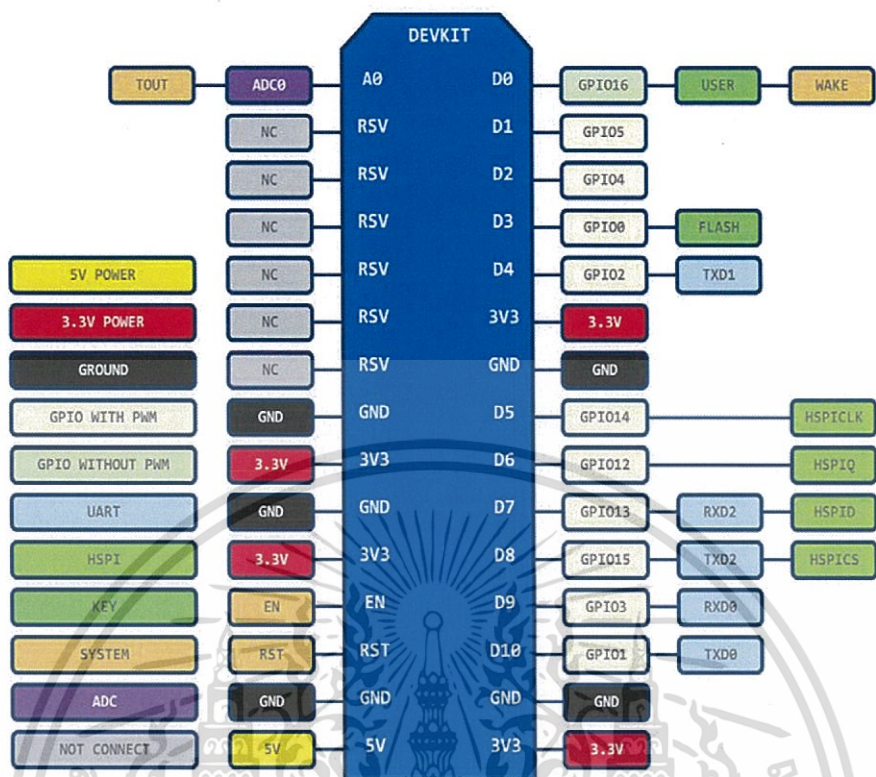 DEVKIT
TOUT ADC0 A0 D0 GPIO16 USER WAKE
NC RSV D1 GPIO5
NC RSV D2 GPIO4
NC RSV D3 GPIO0 FLASH
5V POWER NC RSV D4 GPIO2 TXD1
3.3V POWER NC RSV 3V3 3.3V
GROUND NC RSV GND GND
GPIO WITH PWM GND GND D5 GPIO14 HSPICLK
GPIO WITHOUT PWM 3.3V 3V3 D6 GPIO12 HSPIQ
UART GND GND D7 GPIO13 RXD2 HSPID
HSPI 3.3V 3V3 D8 GPIO15 TXD2 HSPICS
KEY EN EN D9 GPIO3 RXD0
SYSTEM RST RST D10 GPIO1 TXD0
ADC GND GND GND GND
NOT CONNECT 5V 5V 3V3 3.3V